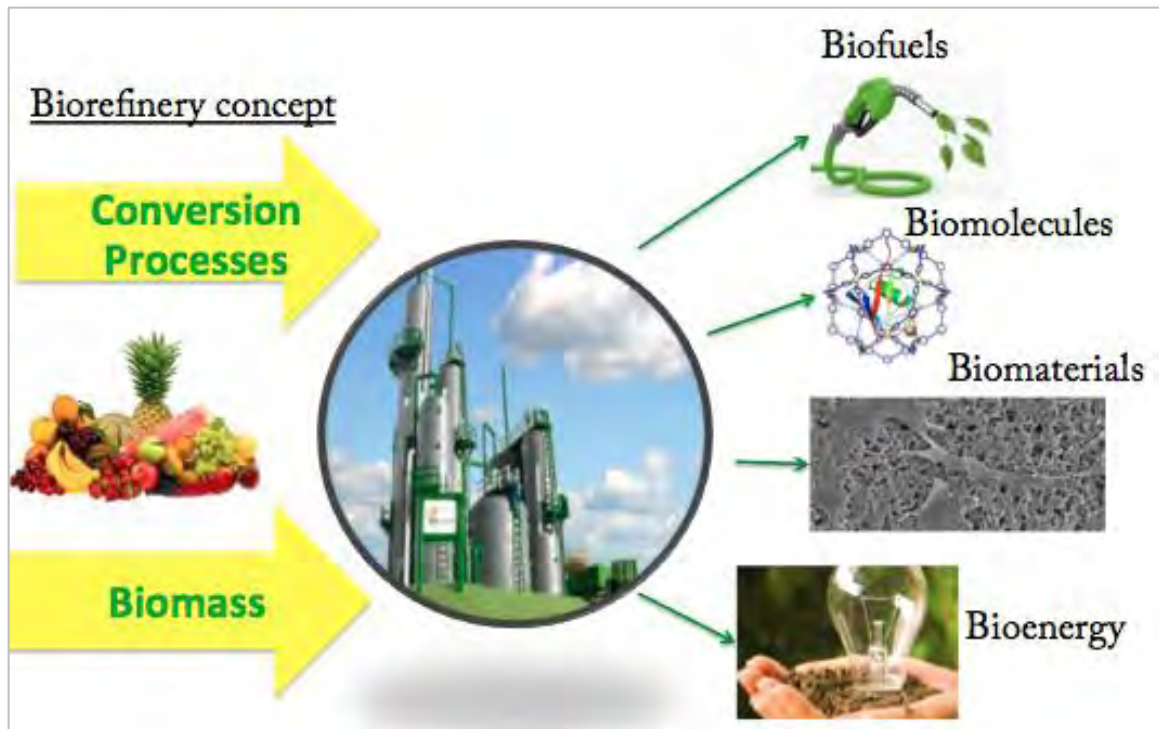 Biorefinery concept
Conversion
Processes
Biomass
Biofuels
Biomolecules
Biomaterials
Bioenergy